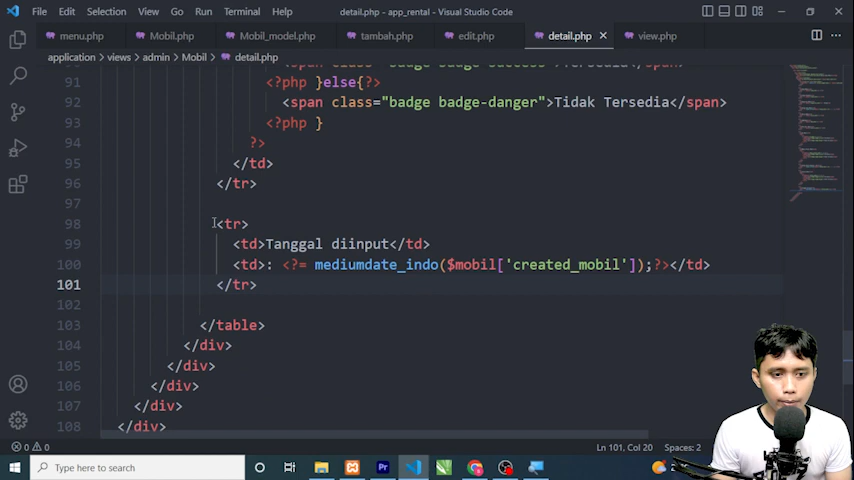 File Edit Selection View Go Run Terminal Help detail.php - app_rental - Visual Studio Code
menu.php Mobil.php Mobil_model.php tambah.php edit.php detail.php view.php
application > views > admin > Mobil > detail.php
91 <?php }else{?>
92 <span class="badge badge-danger">Tidak Tersedia</span>
93 <?php }
94 ?>
95 </td>
96 </tr>
97
98 <tr>
99 <td>Tanggal diinput</td>
100 <td>: <?= mediumdate_indo($mobil['created_mobil']);?></td>
101 </tr>
102
103 </table>
104 </div>
105 </div>
106 </div>
107 </div>
108 </div>
0 0 Ln 101, Col 20 Spaces: 2
Type here to search